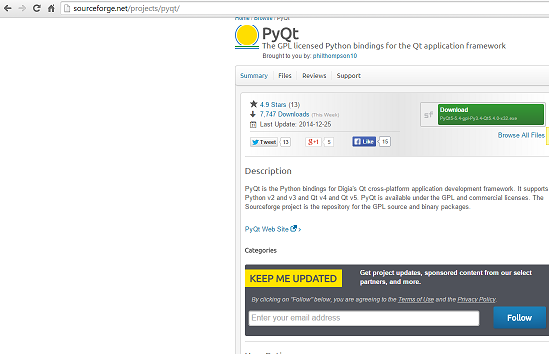 sourceforge.net/projects/pyqt/
Home / Browse / PyQt
PyQt
The GPL licensed Python bindings for the Qt application framework
Brought to you by: philthompson10
Summary Files Reviews Support
4.9 Stars (13)
7,747 Downloads (This Week)
Last Update: 2014-12-25
sf Download
PyQt5-5.4-gpl-Py3.4-Qt5.4.0-x32.exe
Browse All Files
Tweet 13 g+1 5 Like 15
Description
PyQt is the Python bindings for Digia's Qt cross-platform application development framework. It supports
Python v2 and v3 and Qt v4 and Qt v5. PyQt is available under the GPL and commercial licenses. The
Sourceforge project is the repository for the GPL source and binary packages.
PyQt Web Site
Categories
KEEP ME UPDATED
Get project updates, sponsored content from our select
partners, and more.
By clicking on "Follow" below, you are agreeing to the Terms of Use and the Privacy Policy.
Enter your email address Follow